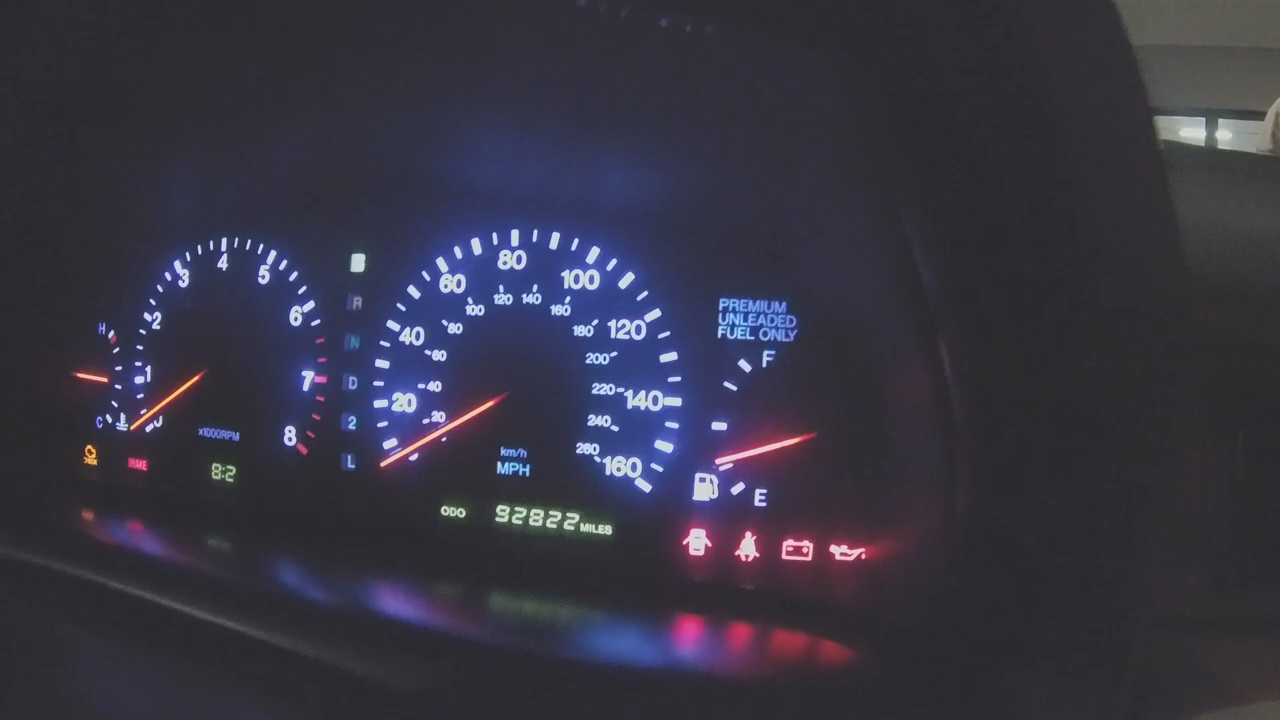 H
C
1
2
3
4
5
6
7
8
x1000RPM
CHECK
BRAKE
8:2
R
N
D
2
L
20
40
60
80
100
120
140
160
20
40
60
80
100
120
140
160
180
200
220
240
260
km/h
MPH
ODO 92822 MILES
PREMIUM
UNLEADED
FUEL ONLY
F
E